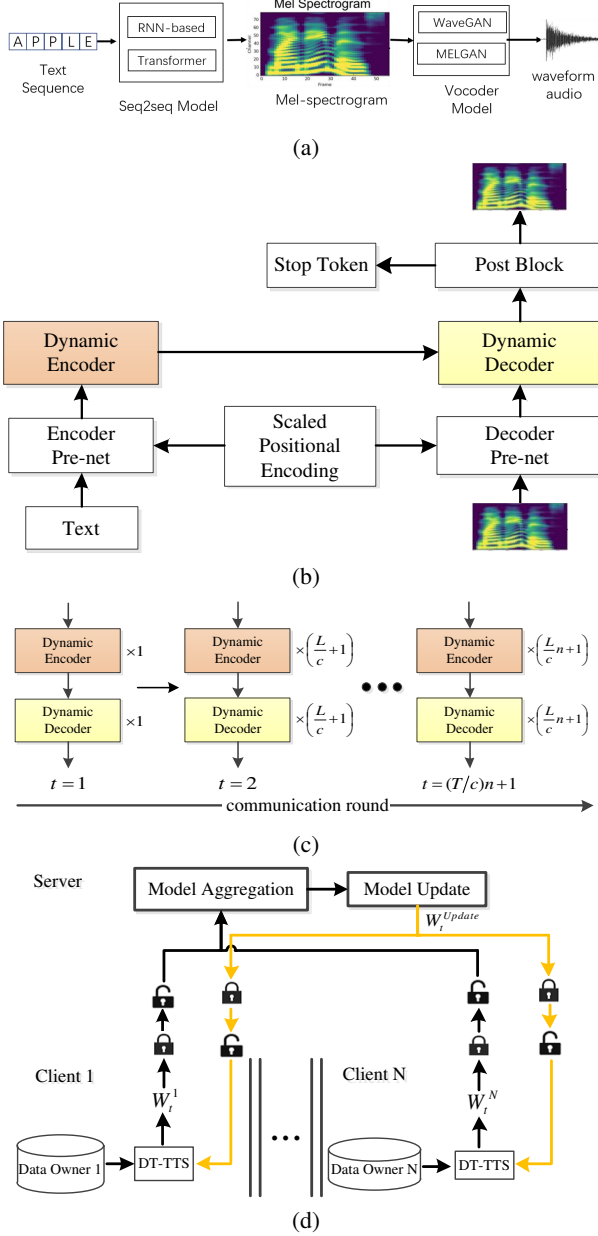 Mel Spectrogram
A P P L E
RNN-based
Transformer
WaveGAN
MELGAN
Text
Sequence
Seq2seq Model
Frame
Mel-spectrogram
Vocoder
Model
waveform
audio
(a)
Stop Token
Post Block
Dynamic
Encoder
Dynamic
Decoder
Encoder
Pre-net
Scaled
Positional
Encoding
Decoder
Pre-net
Text
(b)
Dynamic
Encoder
×1
Dynamic
Encoder
×(L/c+1)
Dynamic
Encoder
×(L/c n+1)
Dynamic
Decoder
×1
Dynamic
Decoder
×(L/c+1)
Dynamic
Decoder
×(L/c n+1)
t=1
t=2
t=(T/c)n+1
communication round
(c)
Server
Model Aggregation
Model Update
W_t^{Update}
Client 1
Client N
W_t^1
W_t^N
Data Owner 1
DT-TTS
Data Owner N
DT-TTS
(d)